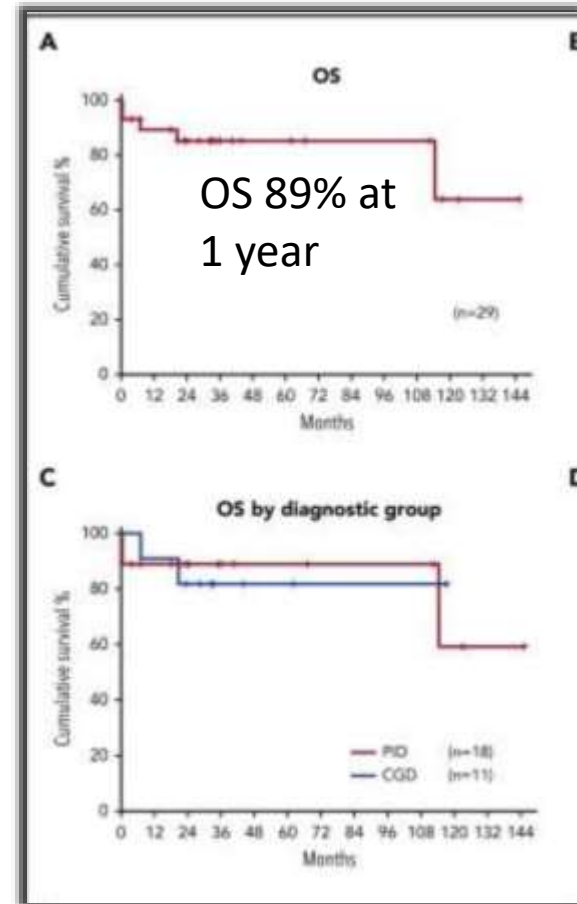 A
OS
100
80
60
40
20
0
Cumulative survival %
OS 89% at
1 year
(n=29)
0 12 24 36 48 60 72 84 96 108 120 132 144
Months
C
OS by diagnostic group
100
80
60
40
20
0
Cumulative survival %
PID (n=18)
CGD (n=11)
0 12 24 36 48 60 72 84 96 108 120 132 144
Months